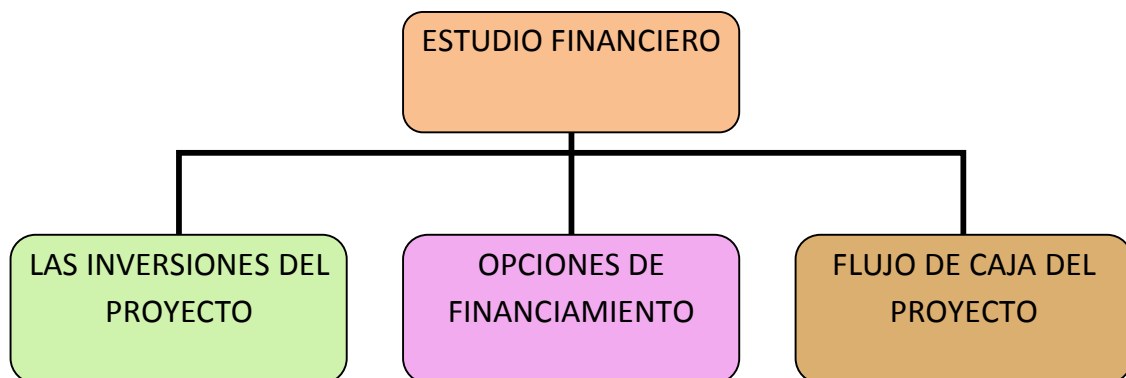 ESTUDIO FINANCIERO
LAS INVERSIONES DEL
PROYECTO
OPCIONES DE
FINANCIAMIENTO
FLUJO DE CAJA DEL
PROYECTO